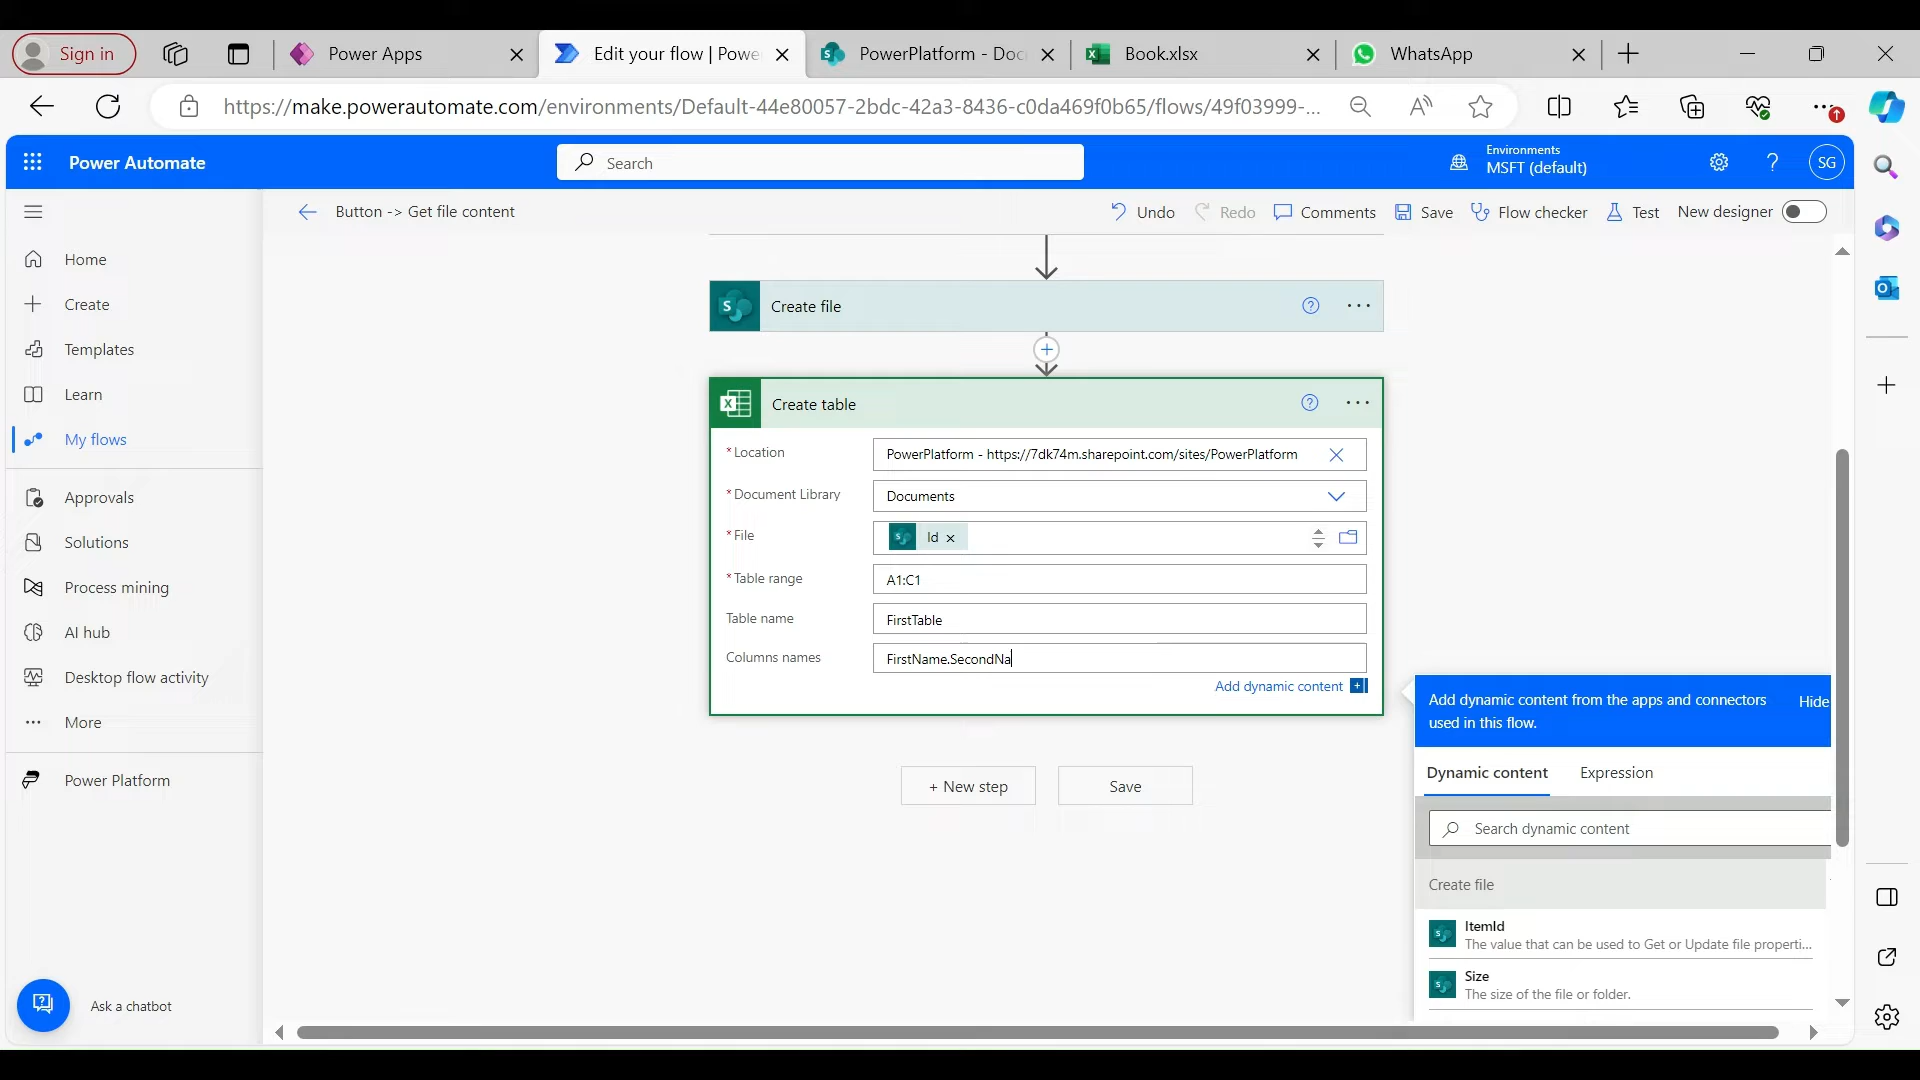 Sign in
Power Apps
Edit your flow | Powe
PowerPlatform - Doc
Book.xlsx
WhatsApp
https://make.powerautomate.com/environments/Default-44e80057-2bdc-42a3-8436-c0da469f0b65/flows/49f03999-...
Power Automate
Search
Environments
MSFT (default)
?
SG
Button -> Get file content
Undo
Redo
Comments
Save
Flow checker
Test
New designer
Home
Create
Templates
Learn
My flows
Approvals
Solutions
Process mining
AI hub
Desktop flow activity
More
Power Platform
Ask a chatbot
Create file
Create table
* Location
PowerPlatform - https://7dk74m.sharepoint.com/sites/PowerPlatform
* Document Library
Documents
* File
Id
* Table range
A1:C1
Table name
FirstTable
Columns names
FirstName.SecondNa
Add dynamic content
+ New step
Save
Add dynamic content from the apps and connectors
used in this flow.
Hide
Dynamic content
Expression
Search dynamic content
Create file
ItemId
The value that can be used to Get or Update file properti...
Size
The size of the file or folder.